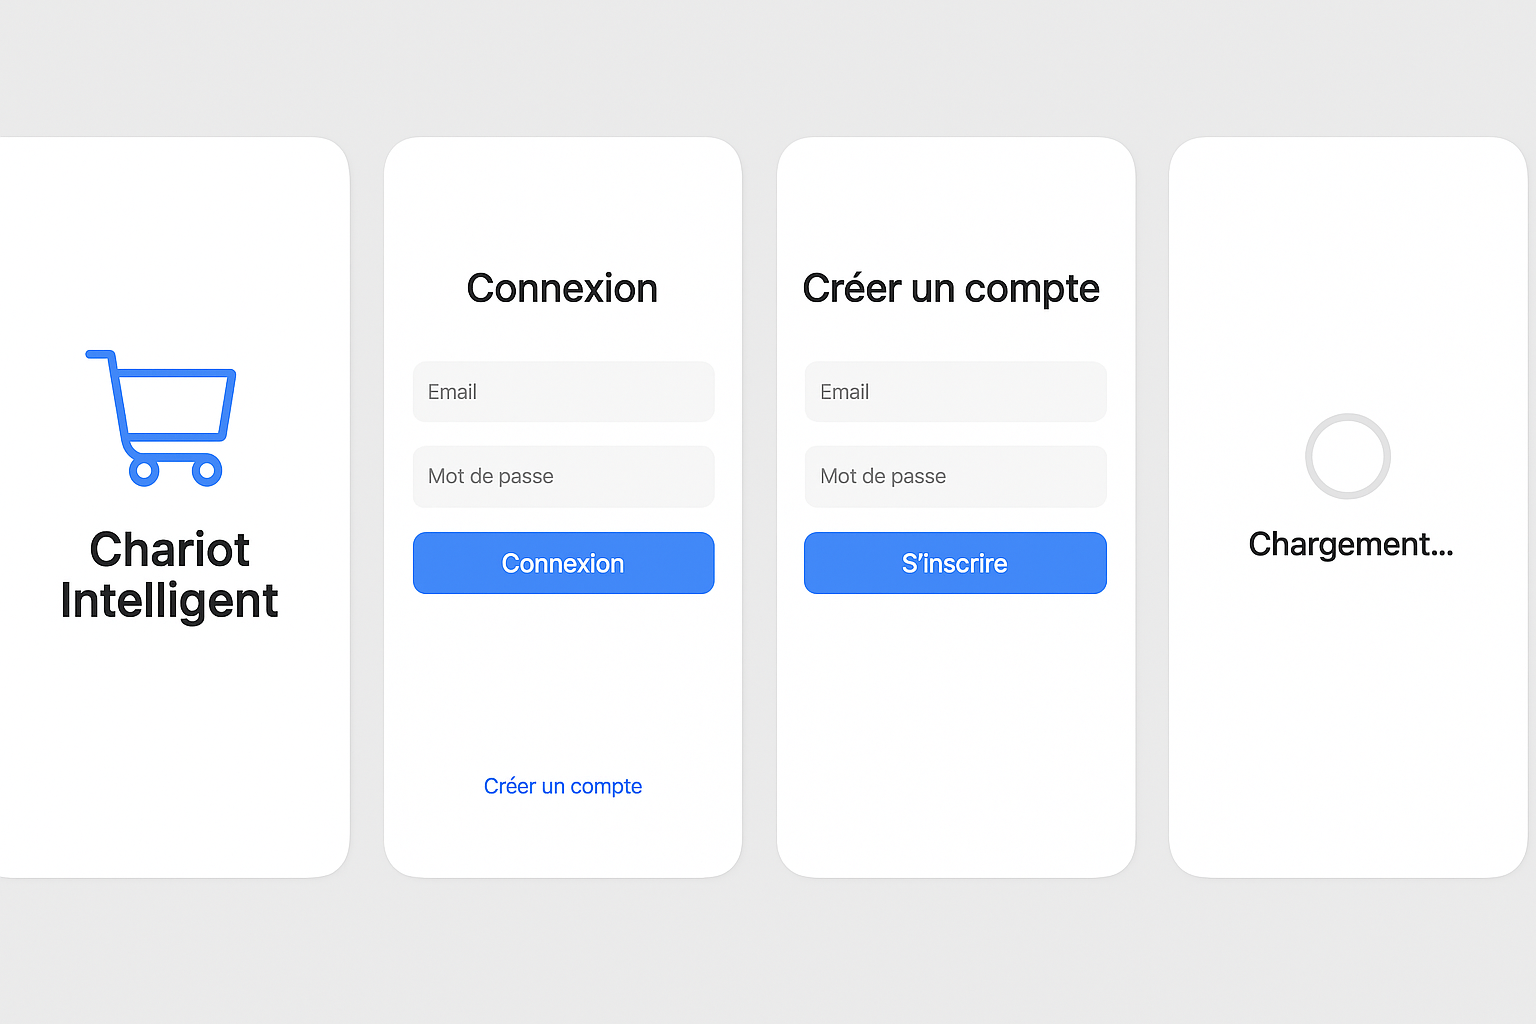 Chariot
Intelligent
Connexion
Email
Mot de passe
Connexion
Créer un compte
Créer un compte
Email
Mot de passe
S’inscrire
Chargement...